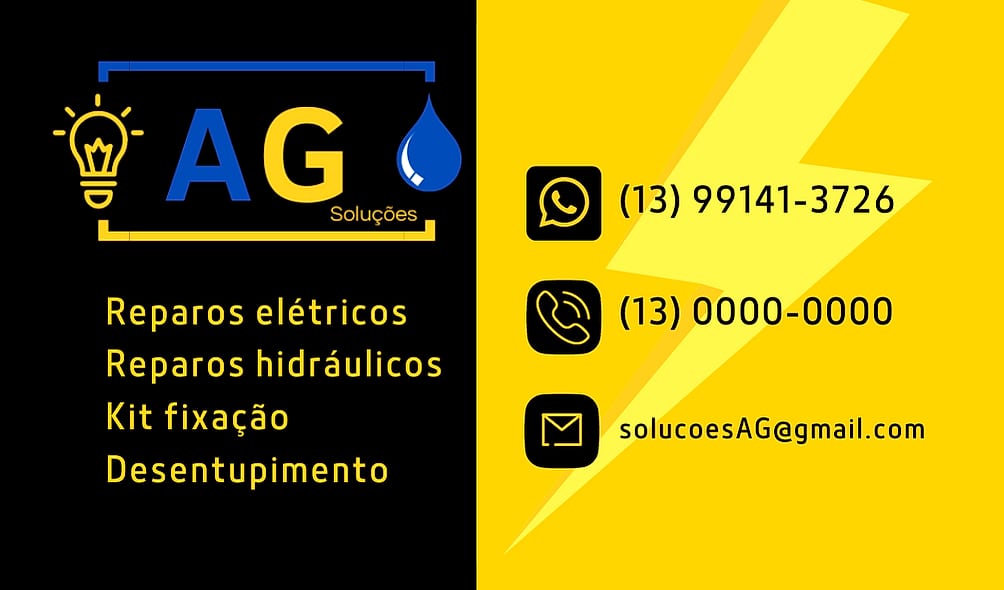 AG
Soluções
Reparos elétricos
Reparos hidráulicos
Kit fixação
Desentupimento
(13) 99141-3726
(13) 0000-0000
solucoesAG@gmail.com